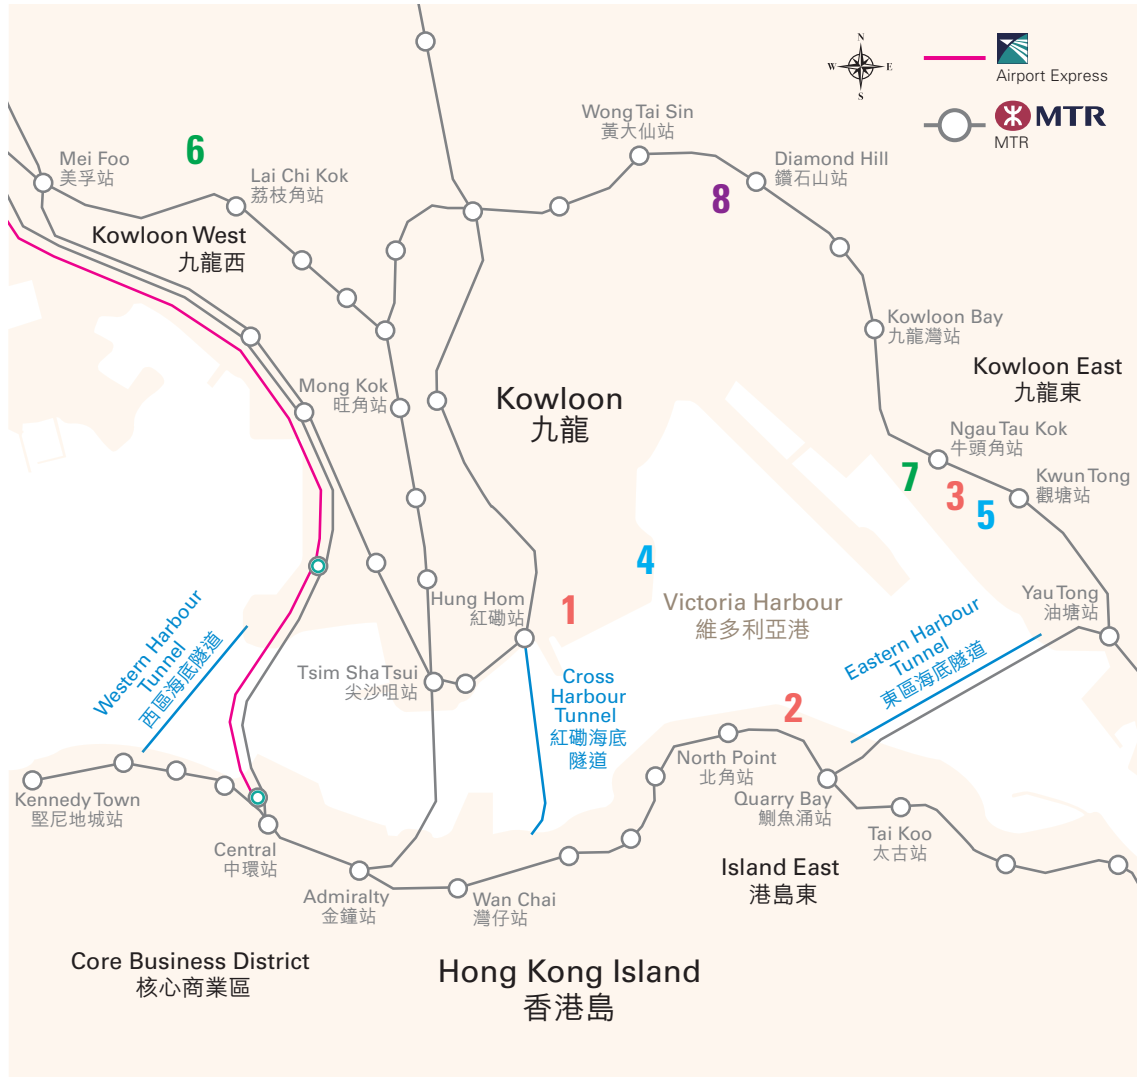 N
W
E
S
Airport Express
MTR
MTR
Wong Tai Sin
黃大仙站
Mei Foo
美孚站
6
Lai Chi Kok
荔枝角站
Diamond Hill
鑽石山站
8
Kowloon West
九龍西
Kowloon Bay
九龍灣站
Kowloon East
九龍東
Mong Kok
旺角站
Kowloon
九龍
Ngau Tau Kok
牛頭角站
7
3
5
Kwun Tong
觀塘站
4
Hung Hom
紅磡站
1
Victoria Harbour
維多利亞港
Yau Tong
油塘站
Western Harbour
Tunnel
西區海底隧道
Eastern Harbour
Tunnel
東區海底隧道
Tsim Sha Tsui
尖沙咀站
Cross
Harbour
Tunnel
紅磡海底
隧道
2
North Point
北角站
Kennedy Town
堅尼地城站
Quarry Bay
鰂魚涌站
Tai Koo
太古站
Central
中環站
Island East
港島東
Admiralty
金鐘站
Wan Chai
灣仔站
Core Business District
核心商業區
Hong Kong Island
香港島